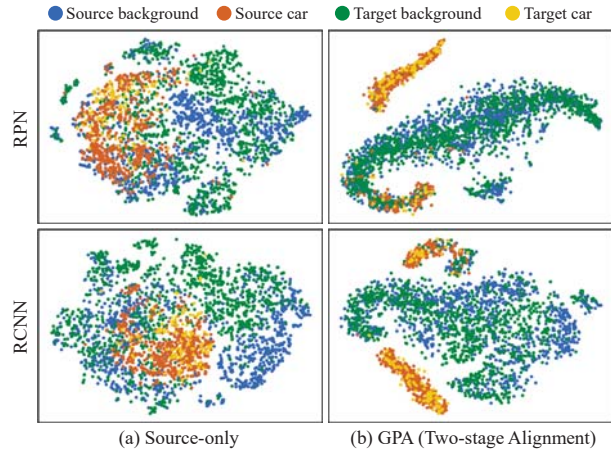 Source background Source car Target background Target car
RPN
RCNN
(a) Source-only
(b) GPA (Two-stage Alignment)